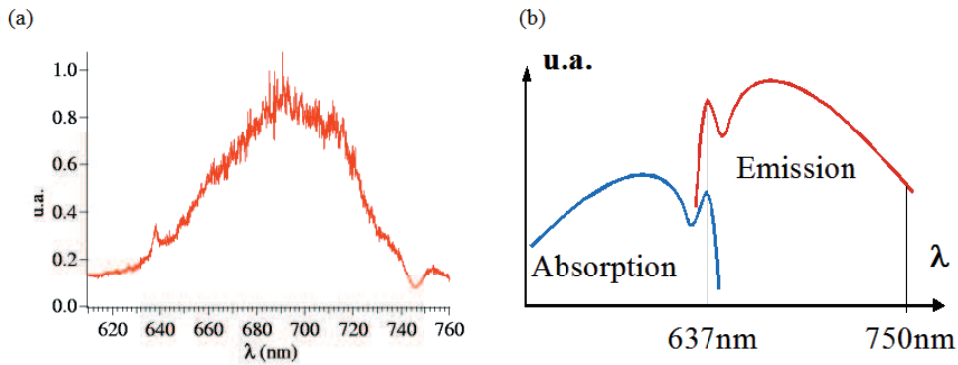 (a)
1.0
0.8
0.6
0.4
0.2
0.0
u.a.
620 640 660 680 700 720 740 760
λ (nm)
(b)
u.a.
Emission
Absorption
λ
637nm
750nm